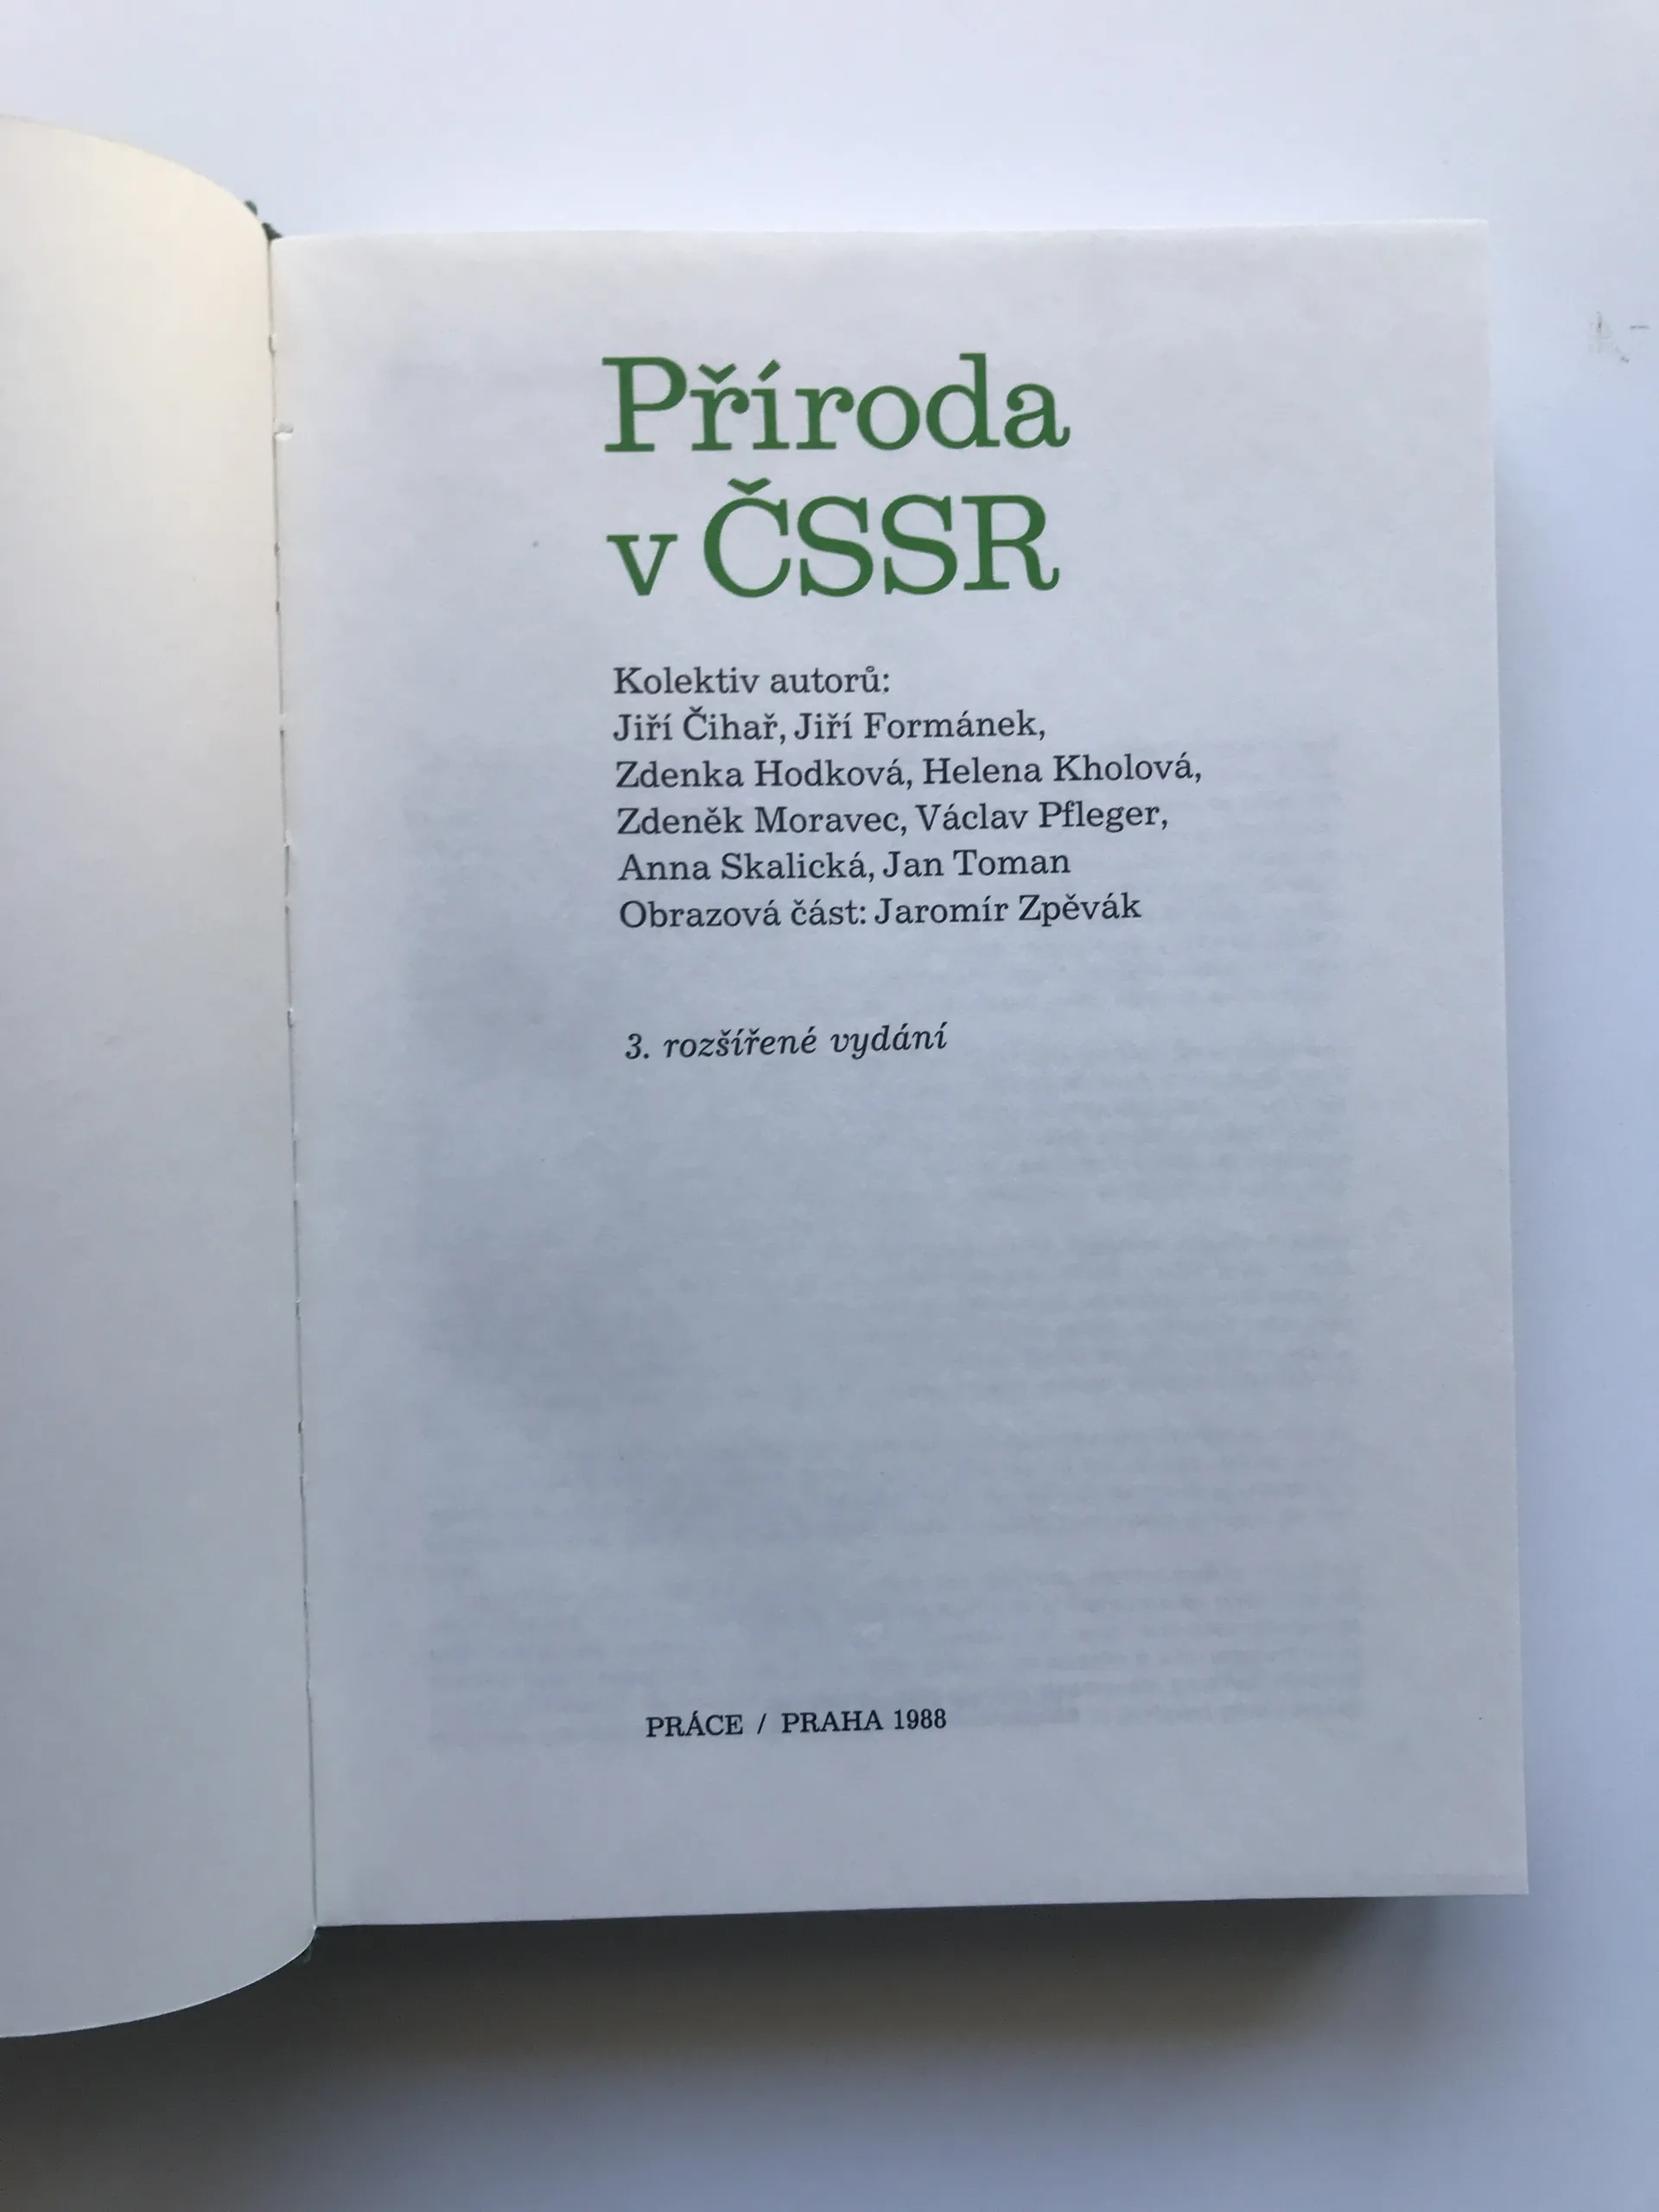 Příroda
v ČSSR
Kolektiv autorů:
Jiří Čihař, Jiří Formánek,
Zdenka Hodková, Helena Kholová,
Zdeněk Moravec, Václav Pfleger,
Anna Skalická, Jan Toman
Obrazová část: Jaromír Zpěvák
3. rozšířené vydání
PRÁCE / PRAHA 1988